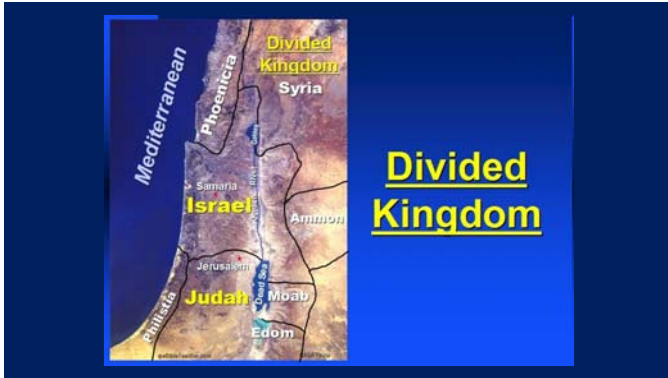 Divided
Kingdom
Syria
Mediterranean
Phoenicia
Samaria
Israel
Ammon
Jerusalem
Dead Sea
Judah
Moab
Philistia
Edom
Divided
Kingdom